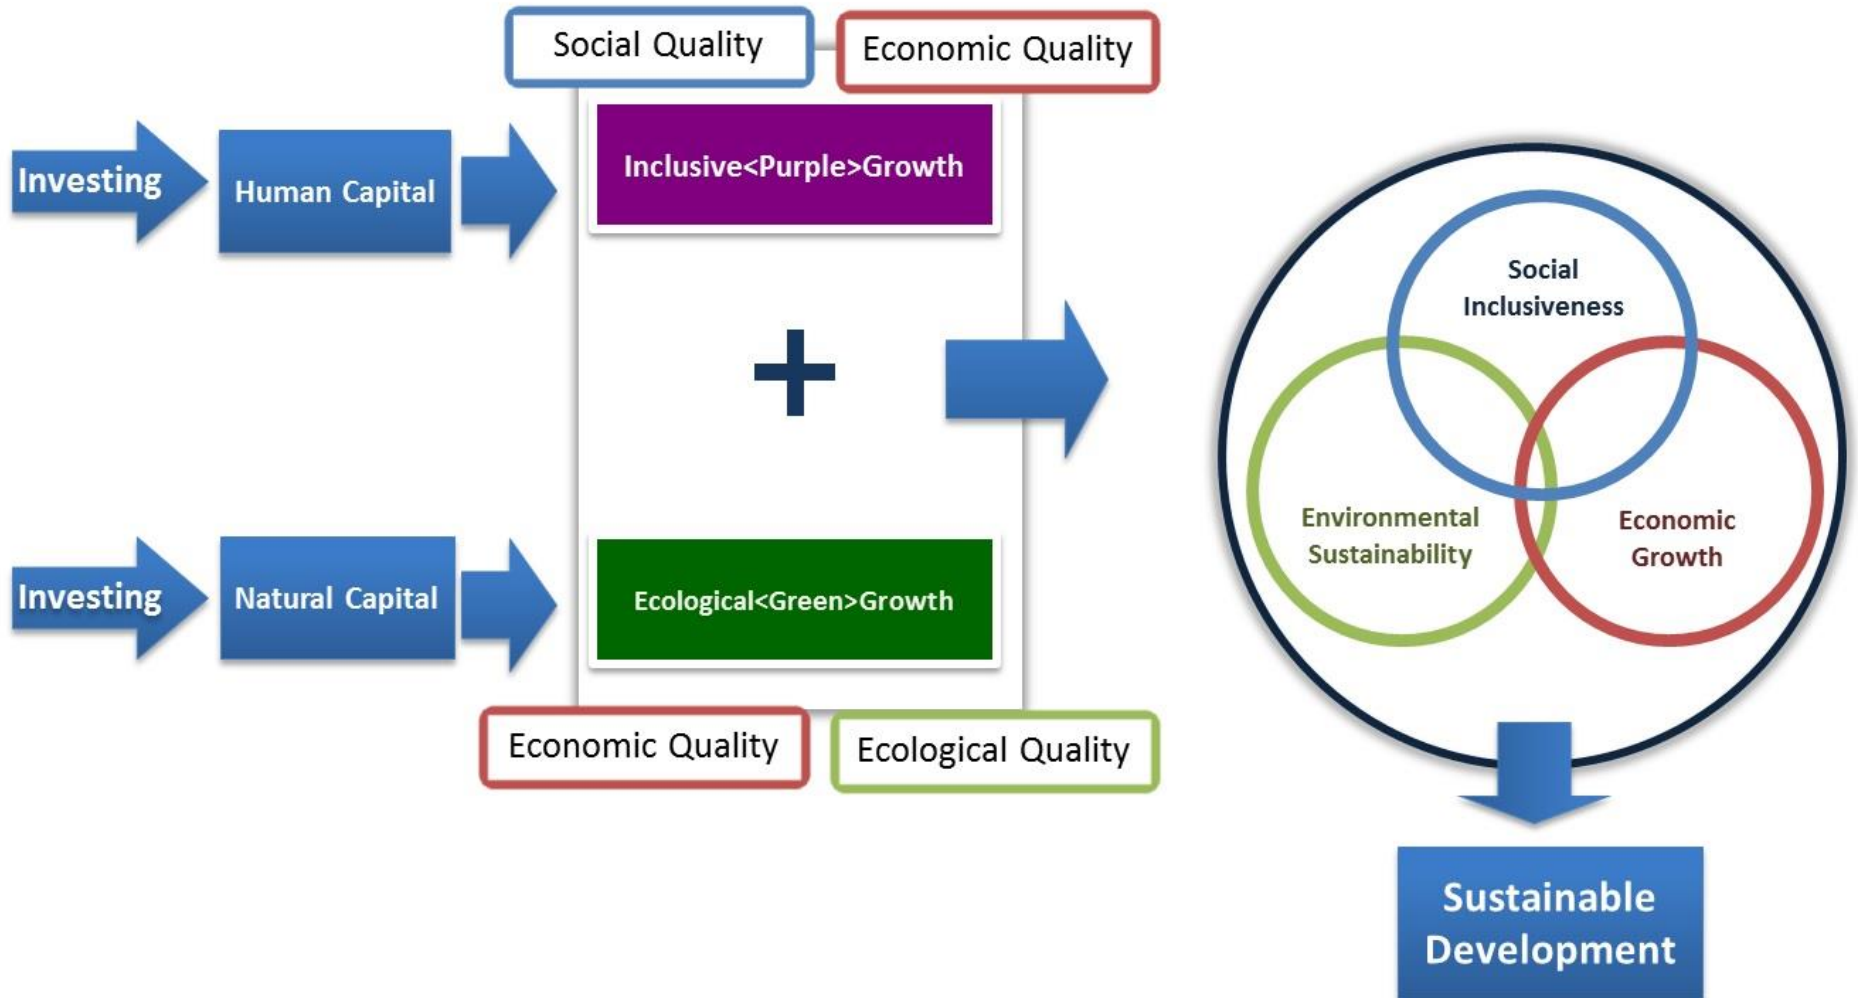 Social Quality
Economic Quality
Investing
Human Capital
Inclusive<Purple>Growth
Investing
Natural Capital
Ecological<Green>Growth
Economic Quality
Ecological Quality
Social
Inclusiveness
Environmental
Sustainability
Economic
Growth
Sustainable
Development